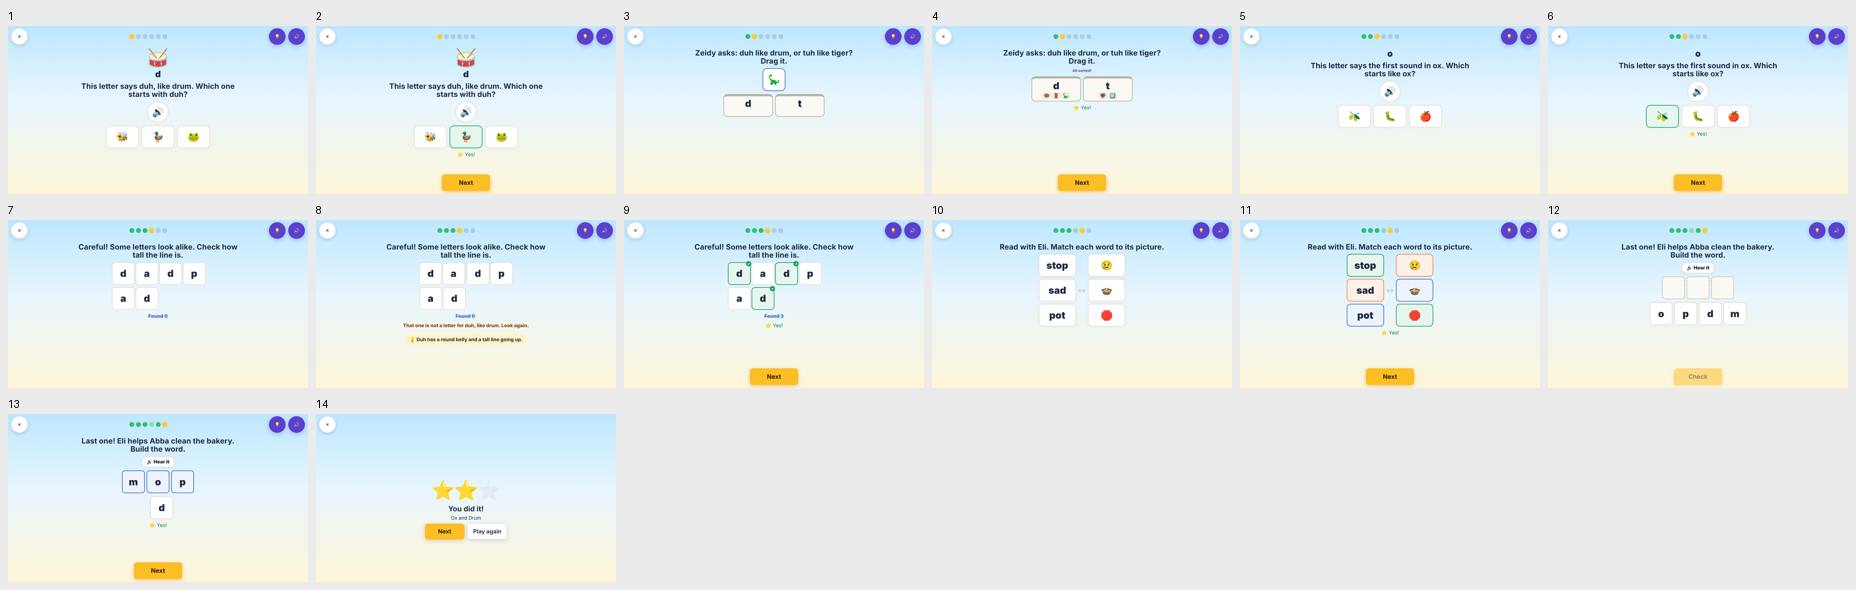 1
d
This letter says duh, like drum. Which one
starts with duh?
2
d
This letter says duh, like drum. Which one
starts with duh?
Yes!
Next
3
Zeidy asks: duh like drum, or tuh like tiger?
Drag it.
d t
4
Zeidy asks: duh like drum, or tuh like tiger?
Drag it.
All sorted!
d t
Yes!
Next
5
o
This letter says the first sound in ox. Which
starts like ox?
6
o
This letter says the first sound in ox. Which
starts like ox?
Yes!
Next
7
Careful! Some letters look alike. Check how
tall the line is.
d a d p
a d
Found 0
8
Careful! Some letters look alike. Check how
tall the line is.
d a d p
a d
Found 0
That one is not a letter for duh, like drum. Look again.
Duh has a round belly and a tall line going up.
9
Careful! Some letters look alike. Check how
tall the line is.
d a d p
a d
Found 3
Yes!
Next
10
Read with Eli. Match each word to its picture.
stop
sad
pot
11
Read with Eli. Match each word to its picture.
stop
sad
pot
Yes!
Next
12
Last one! Eli helps Abba clean the bakery.
Build the word.
Hear it
o p d m
Check
13
Last one! Eli helps Abba clean the bakery.
Build the word.
Hear it
m o p
d
Yes!
Next
14
You did it!
Ox and Drum
Next Play again